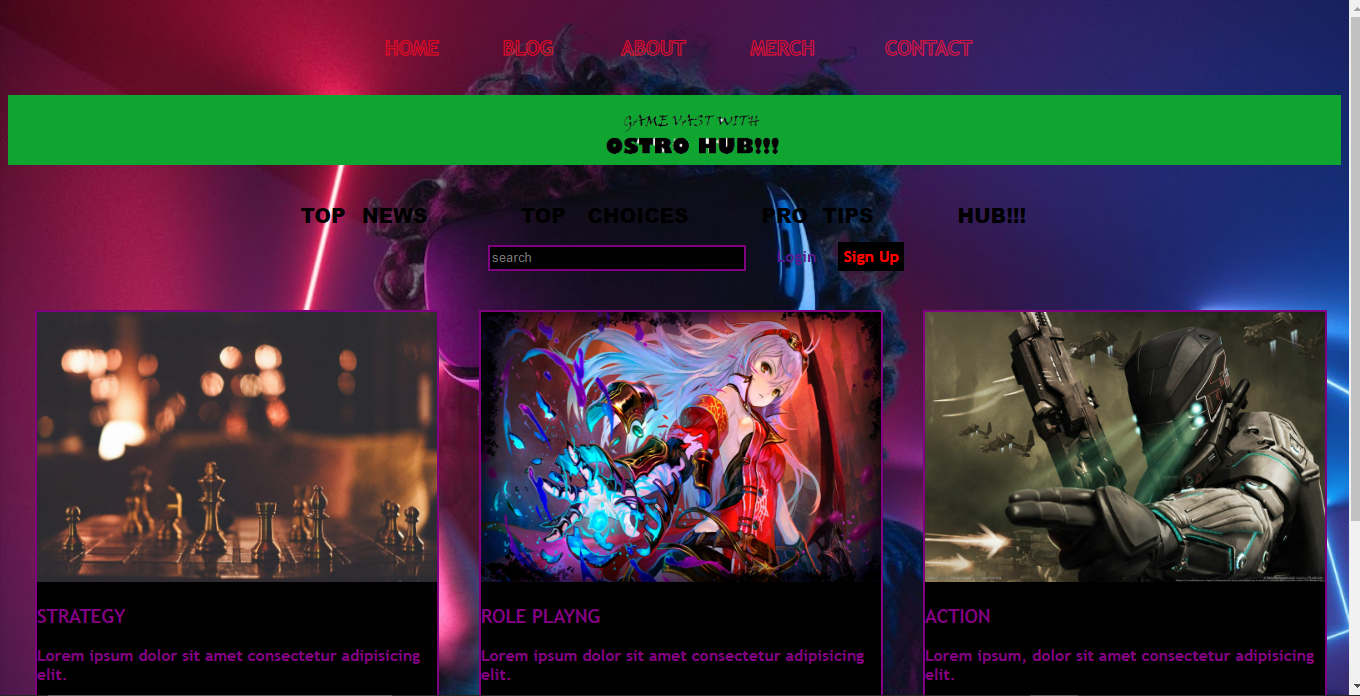 HOME BLOG ABOUT MERCH CONTACT
GAME VAST WITH
OSTRO HUB!!!
TOP NEWS TOP CHOICES PRO TIPS HUB!!!
search Login Sign Up
STRATEGY
Lorem ipsum dolor sit amet consectetur adipisicing
elit.
ROLE PLAYNG
Lorem ipsum dolor sit amet consectetur adipisicing
elit.
ACTION
Lorem ipsum, dolor sit amet consectetur adipisicing
elit.